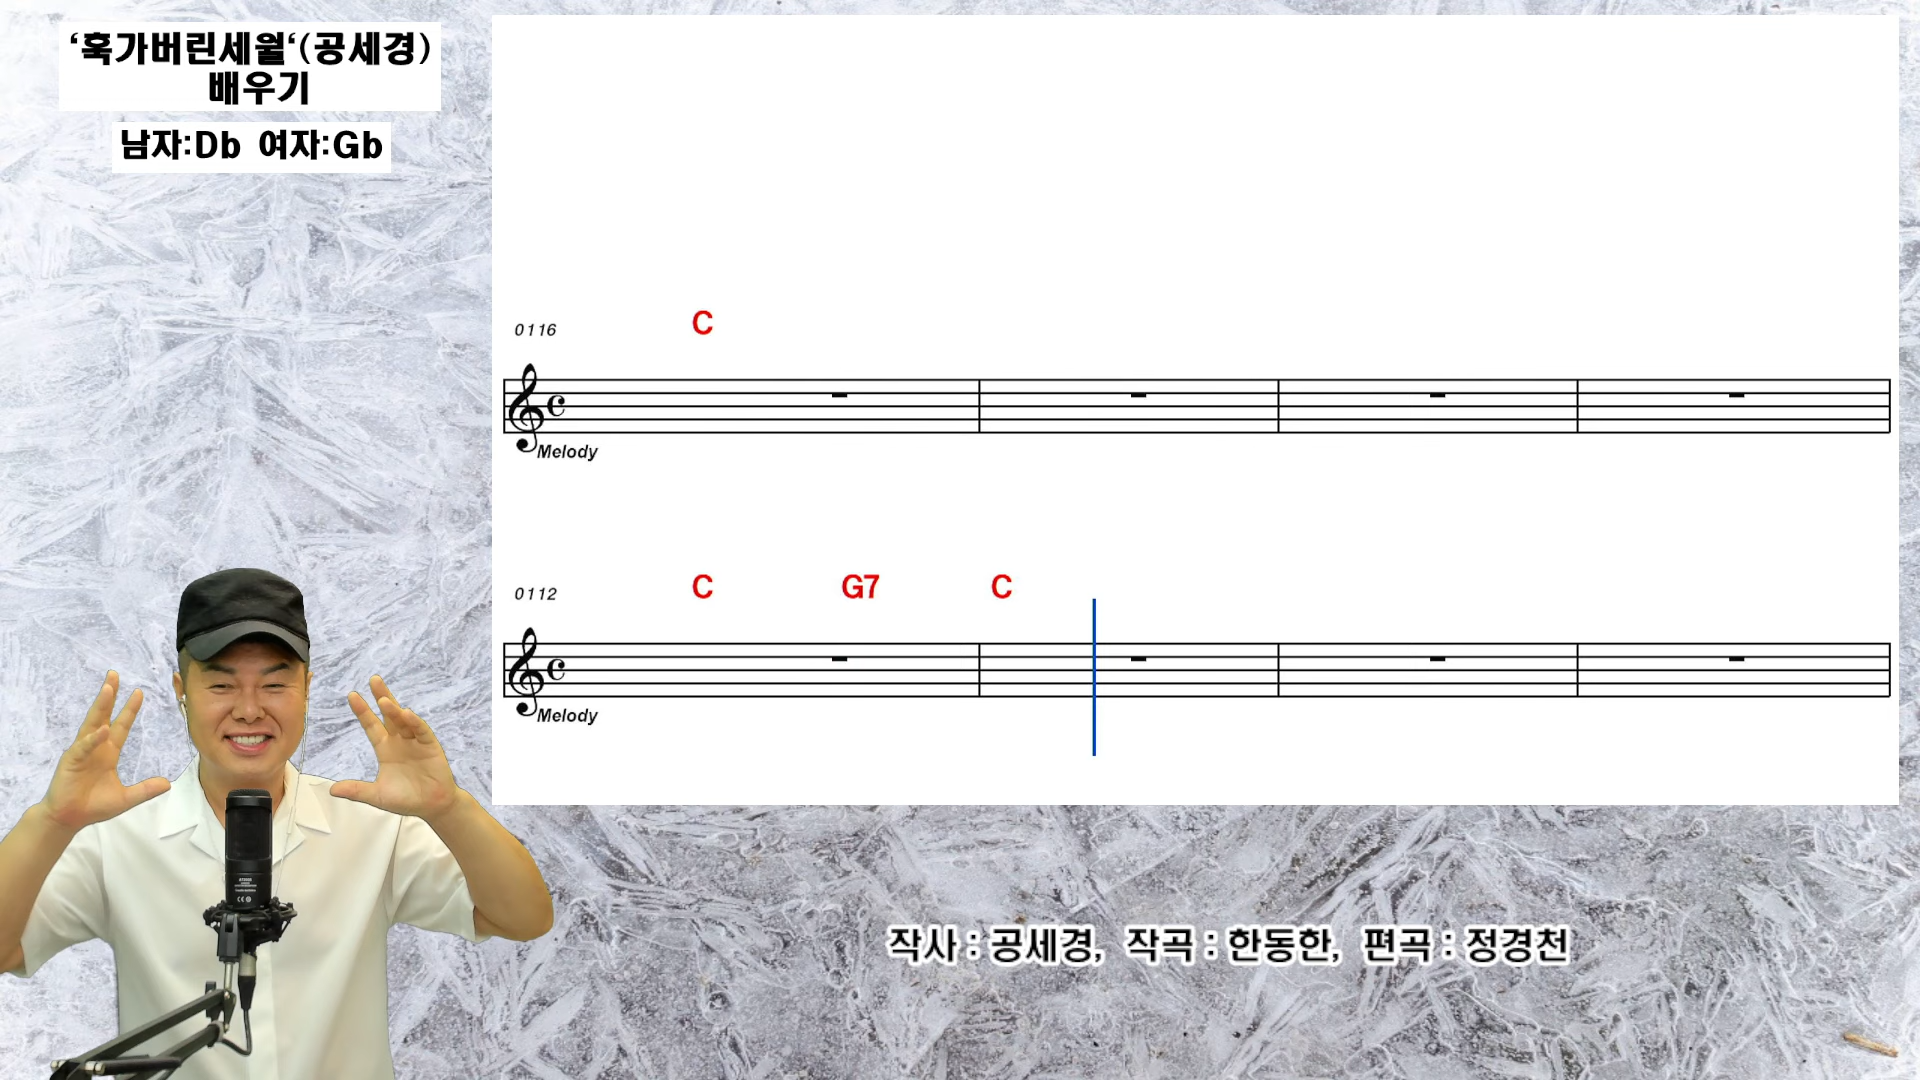 ‘훅가버린세월‘(공세경)
배우기
남자:Db 여자:Gb
0116 C
Melody
0112 C G7 C
Melody
작사 : 공세경, 작곡 : 한동한, 편곡 : 정경천